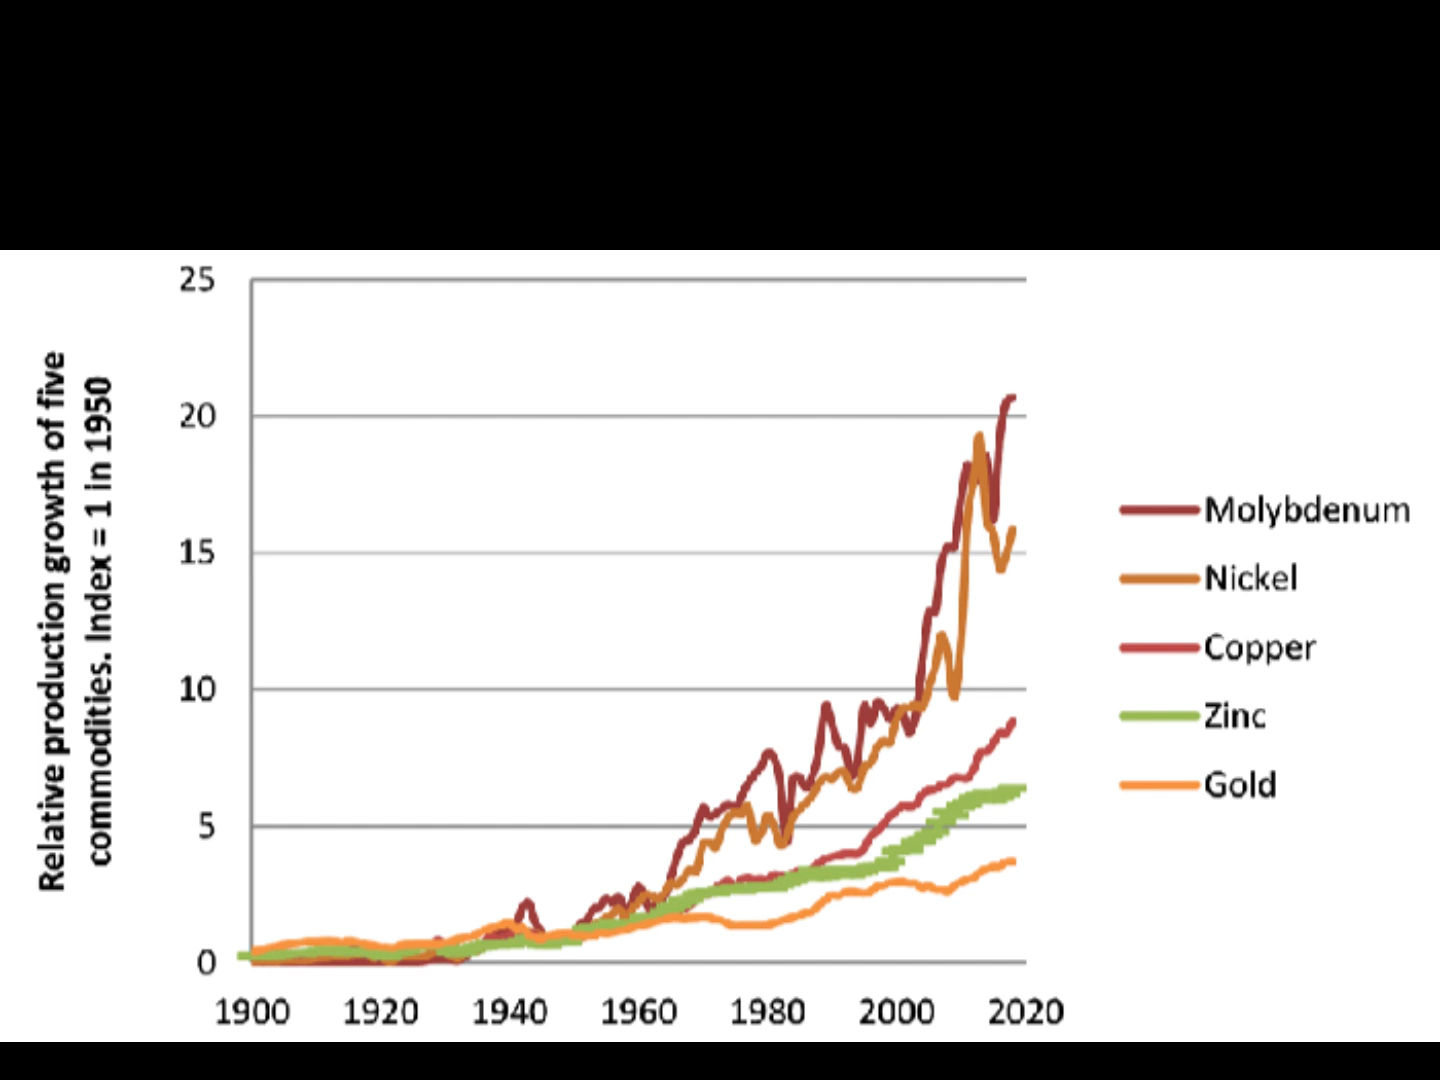 Relative production growth of five
commodities. Index = 1 in 1950
25
20
15
10
5
0
1900 1920 1940 1960 1980 2000 2020
Molybdenum
Nickel
Copper
Zinc
Gold